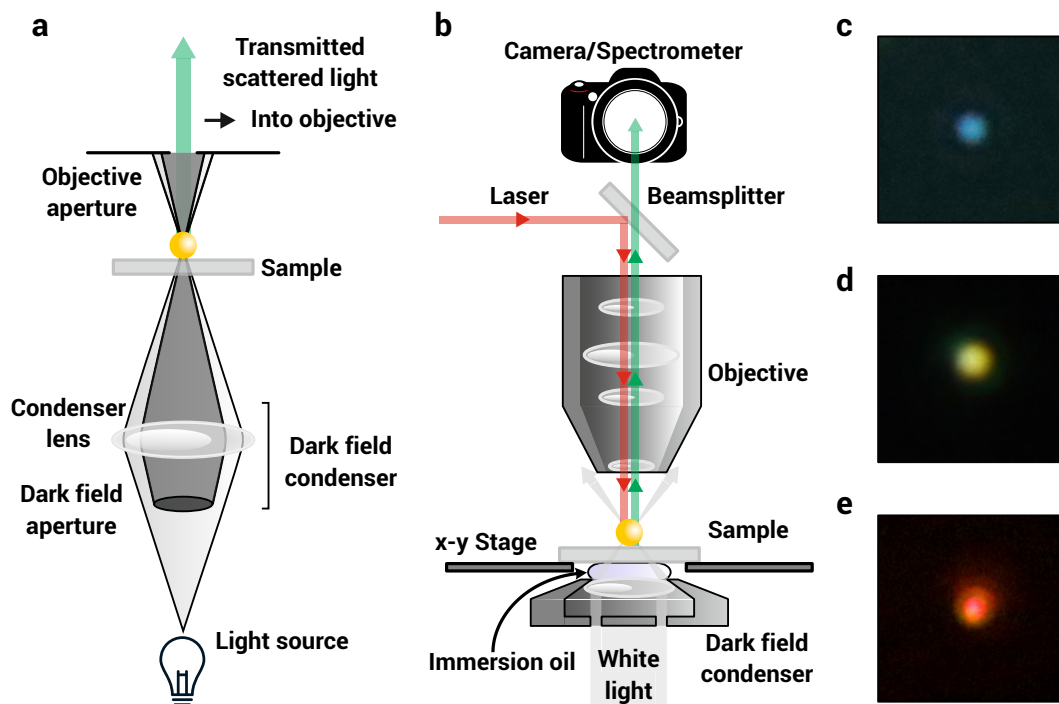 a
Transmitted
scattered light
Into objective
Objective
aperture
Sample
Condenser
lens
Dark field
condenser
Dark field
aperture
Light source
b
Camera/Spectrometer
Laser
Beamsplitter
Objective
x-y Stage
Sample
Immersion oil
White
light
Dark field
condenser
c
d
e